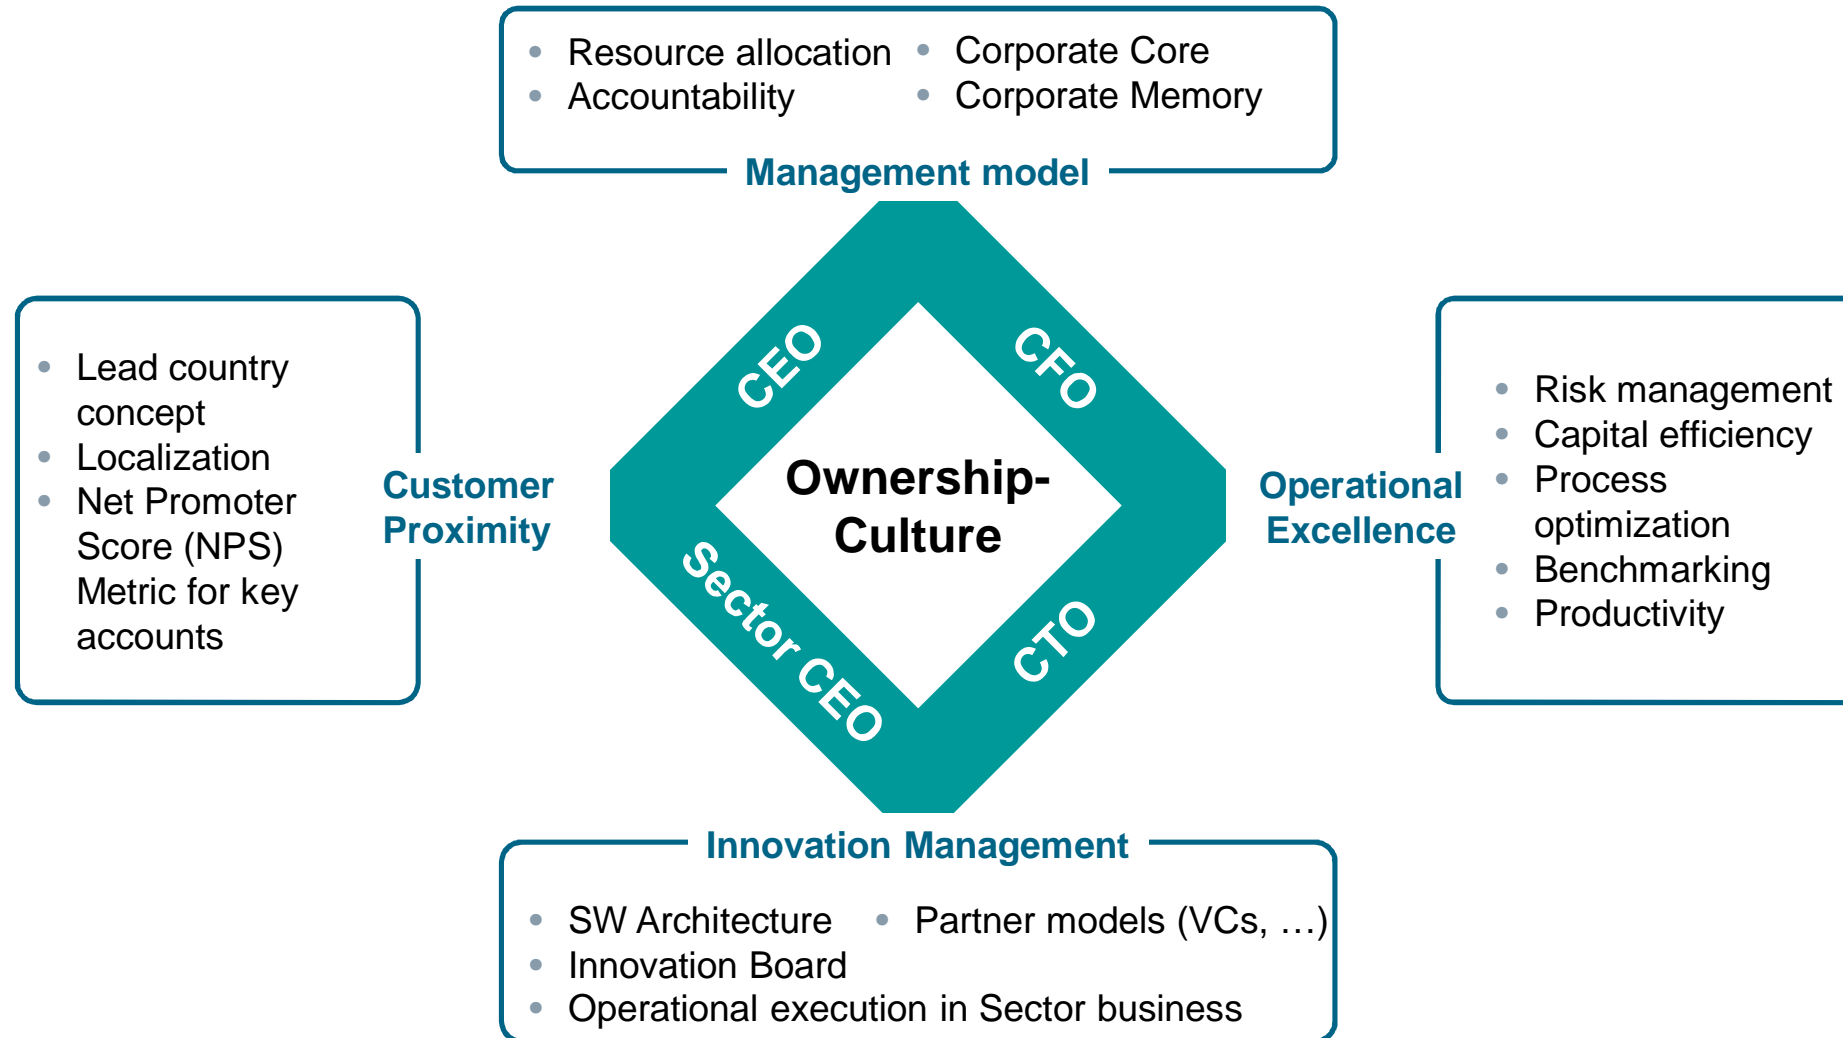 Resource allocation
Accountability
Corporate Core
Corporate Memory
Management model
Lead country
concept
Localization
Net Promoter
Score (NPS)
Metric for key
accounts
Customer
Proximity
CEO
CFO
Ownership-
Culture
Sector CEO
CTO
Operational
Excellence
Risk management
Capital efficiency
Process
optimization
Benchmarking
Productivity
Innovation Management
SW Architecture
Partner models (VCs, …)
Innovation Board
Operational execution in Sector business